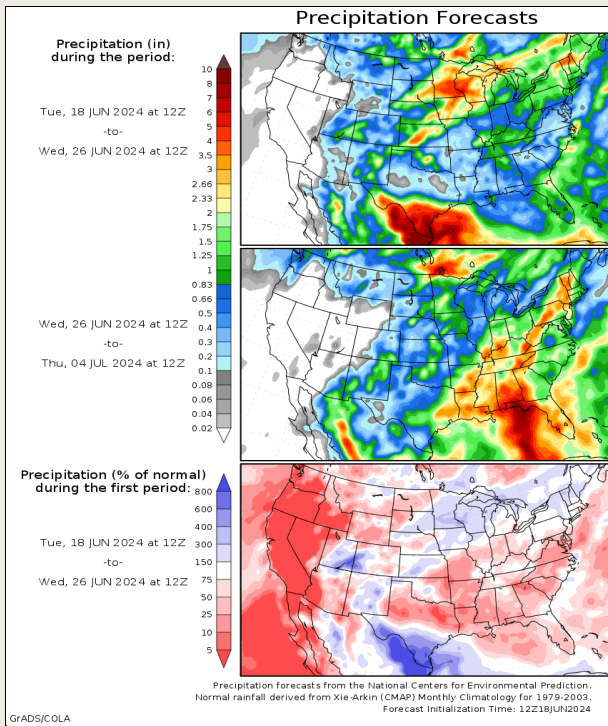 Precipitation Forecasts
Precipitation (in)
during the period:
Tue, 18 JUN 2024 at 12Z
-to-
Wed, 26 JUN 2024 at 12Z
10
8
7
6
5
4
3.5
3
2.66
2.33
2
1.75
1.5
1.25
1
0.83
0.66
0.5
0.4
0.3
0.2
0.1
0.08
0.06
0.04
0.02
Wed, 26 JUN 2024 at 12Z
-to-
Thu, 04 JUL 2024 at 12Z
Precipitation (% of normal)
during the first period:
Tue, 18 JUN 2024 at 12Z
-to-
Wed, 26 JUN 2024 at 12Z
800
600
400
300
150
75
50
25
10
5
Precipitation forecasts from the National Centers for Environmental Prediction.
Normal rainfall derived from Xie-Arkin (CMAP) Monthly Climatology for 1979-2003.
Forecast Initialization Time: 12Z18JUN2024
GrADS/COLA